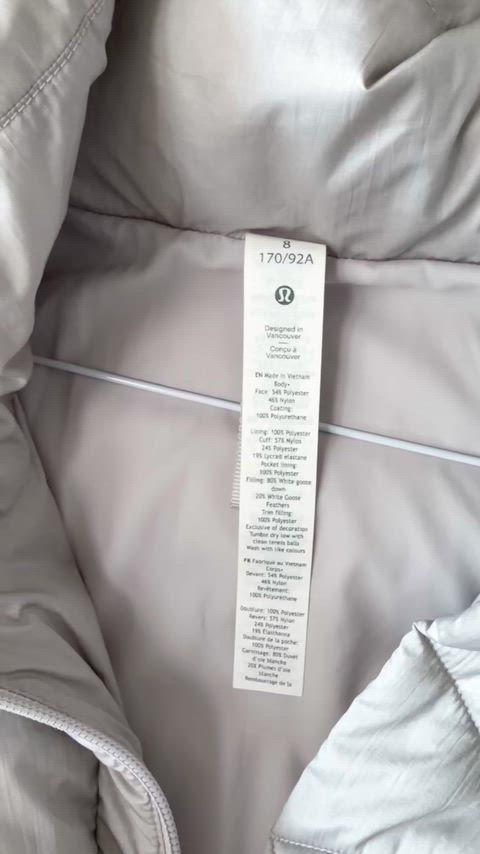 8
170/92A
Designed in
Vancouver
Conçu à
Vancouver
EN Made in Vietnam
Body•
Face: 54% Polyester
46% Nylon
Coating:
100% Polyurethane
Lining: 100% Polyester
Cuff: 57% Nylon
24% Polyester
19% Lycra® elastane
Pocket lining:
100% Polyester
Filling: 80% White goose
down
20% White Goose
Feathers
Trim filling:
100% Polyester
Exclusive of decoration
Tumble dry low with
clean tennis balls
Wash with like colours
FR Fabriqué au Vietnam
Corps•
Devant: 54% Polyester
46% Nylon
Revêtement:
100% Polyuréthane
Doublure: 100% Polyester
Revers: 57% Nylon
24% Polyester
19% Élasthanne
Doublure de la poche:
100% Polyester
Garnissage: 80% Duvet
d'oie blanche
20% Plumes d'oie
blanche
Rembourrage de la